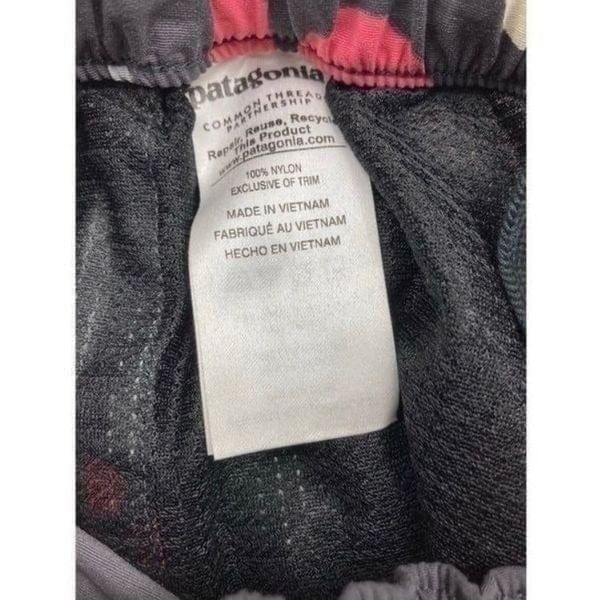 patagonia
COMMON THREADS
PARTNERSHIP
Repair, Reuse, Recycle
This Product
www.patagonia.com
100% NYLON
EXCLUSIVE OF TRIM
MADE IN VIETNAM
FABRIQUÉ AU VIETNAM
HECHO EN VIETNAM